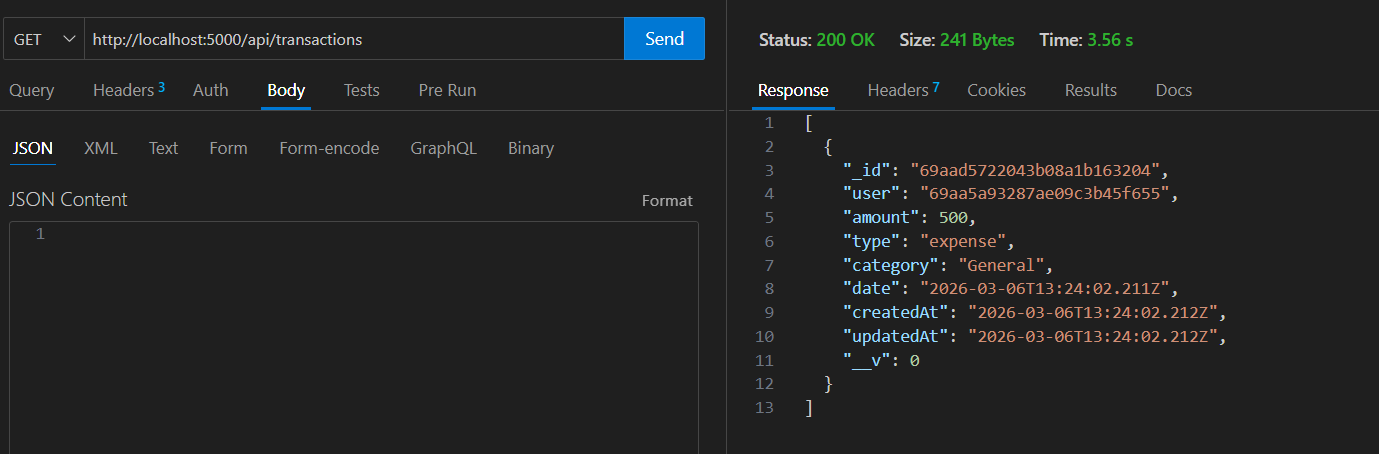 GET http://localhost:5000/api/transactions Send
Query Headers 3 Auth Body Tests Pre Run
JSON XML Text Form Form-encode GraphQL Binary
JSON Content Format
1
Status: 200 OK Size: 241 Bytes Time: 3.56 s
Response Headers 7 Cookies Results Docs
1 [
2 {
3 "_id": "69aad5722043b08a1b163204",
4 "user": "69aa5a93287ae09c3b45f655",
5 "amount": 500,
6 "type": "expense",
7 "category": "General",
8 "date": "2026-03-06T13:24:02.211Z",
9 "createdAt": "2026-03-06T13:24:02.212Z",
10 "updatedAt": "2026-03-06T13:24:02.212Z",
11 "__v": 0
12 }
13 ]